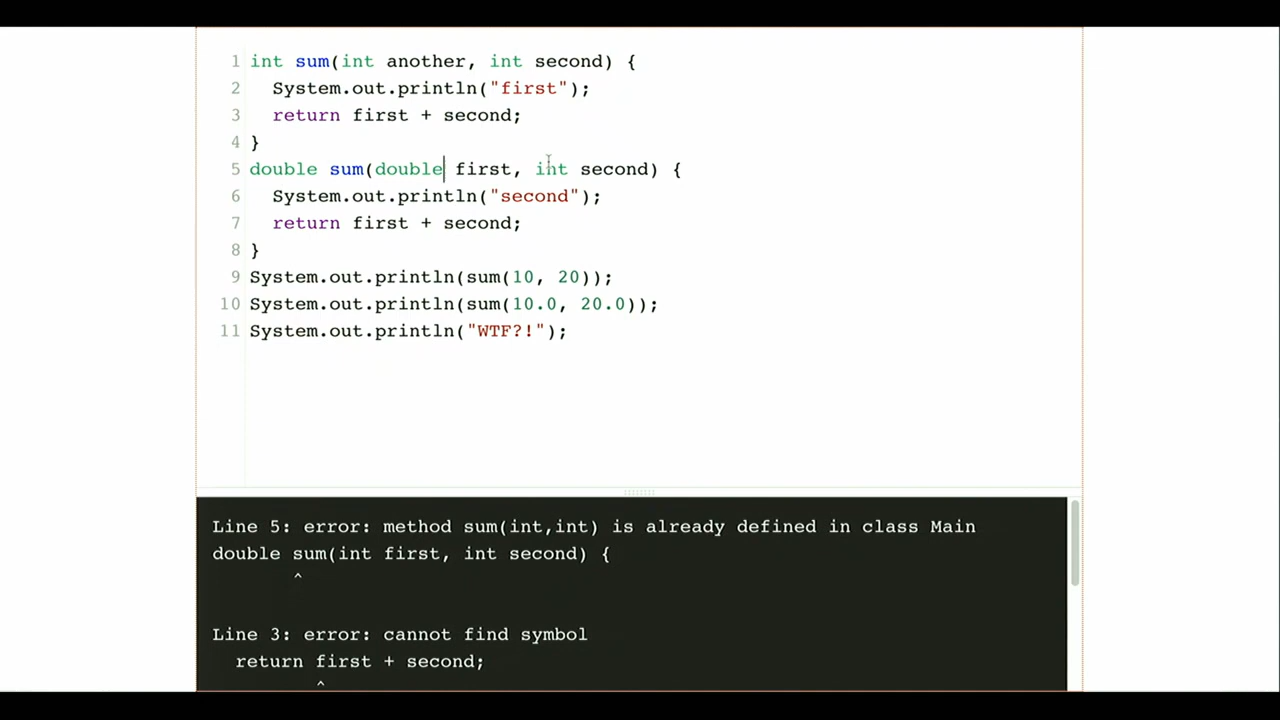 1 int sum(int another, int second) {
2   System.out.println("first");
3   return first + second;
4 }
5 double sum(double first, int second) {
6   System.out.println("second");
7   return first + second;
8 }
9 System.out.println(sum(10, 20));
10 System.out.println(sum(10.0, 20.0));
11 System.out.println("WTF?!");
Line 5: error: method sum(int,int) is already defined in class Main
double sum(int first, int second) {
       ^
Line 3: error: cannot find symbol
  return first + second;
         ^